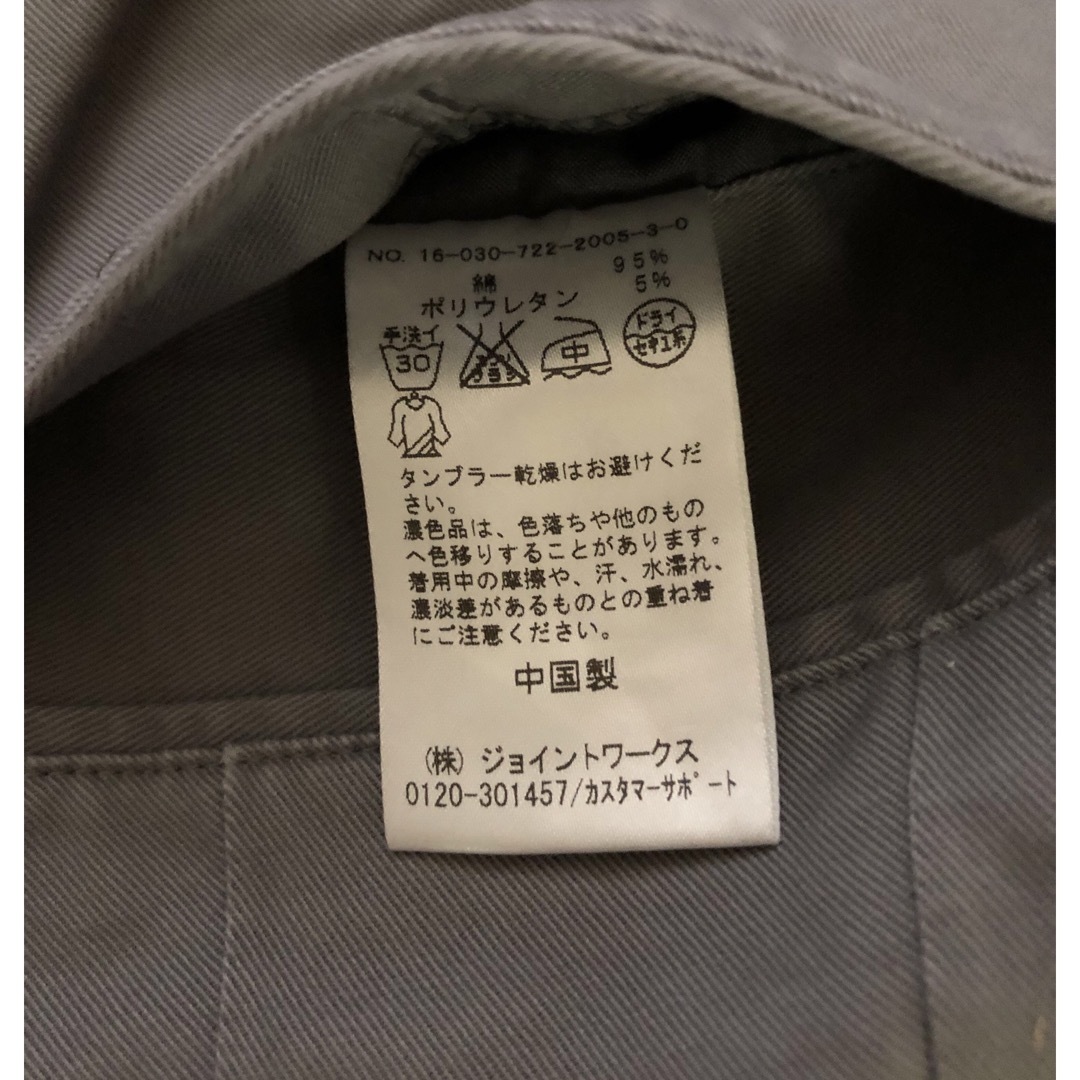 NO. 16-030-722-2005-3-0
綿 95%
ポリウレタン 5%
手洗イ
30
エンソ
サラシ
中
ドライ
セキユ系
タンブラー乾燥はお避けくだ
さい。
濃色品は、色落ちや他のもの
へ色移りすることがあります。
着用中の摩擦や、汗、水濡れ、
濃淡差があるものとの重ね着
にご注意ください。
中国製
(株) ジョイントワークス
0120-301457/カスタマーサポート